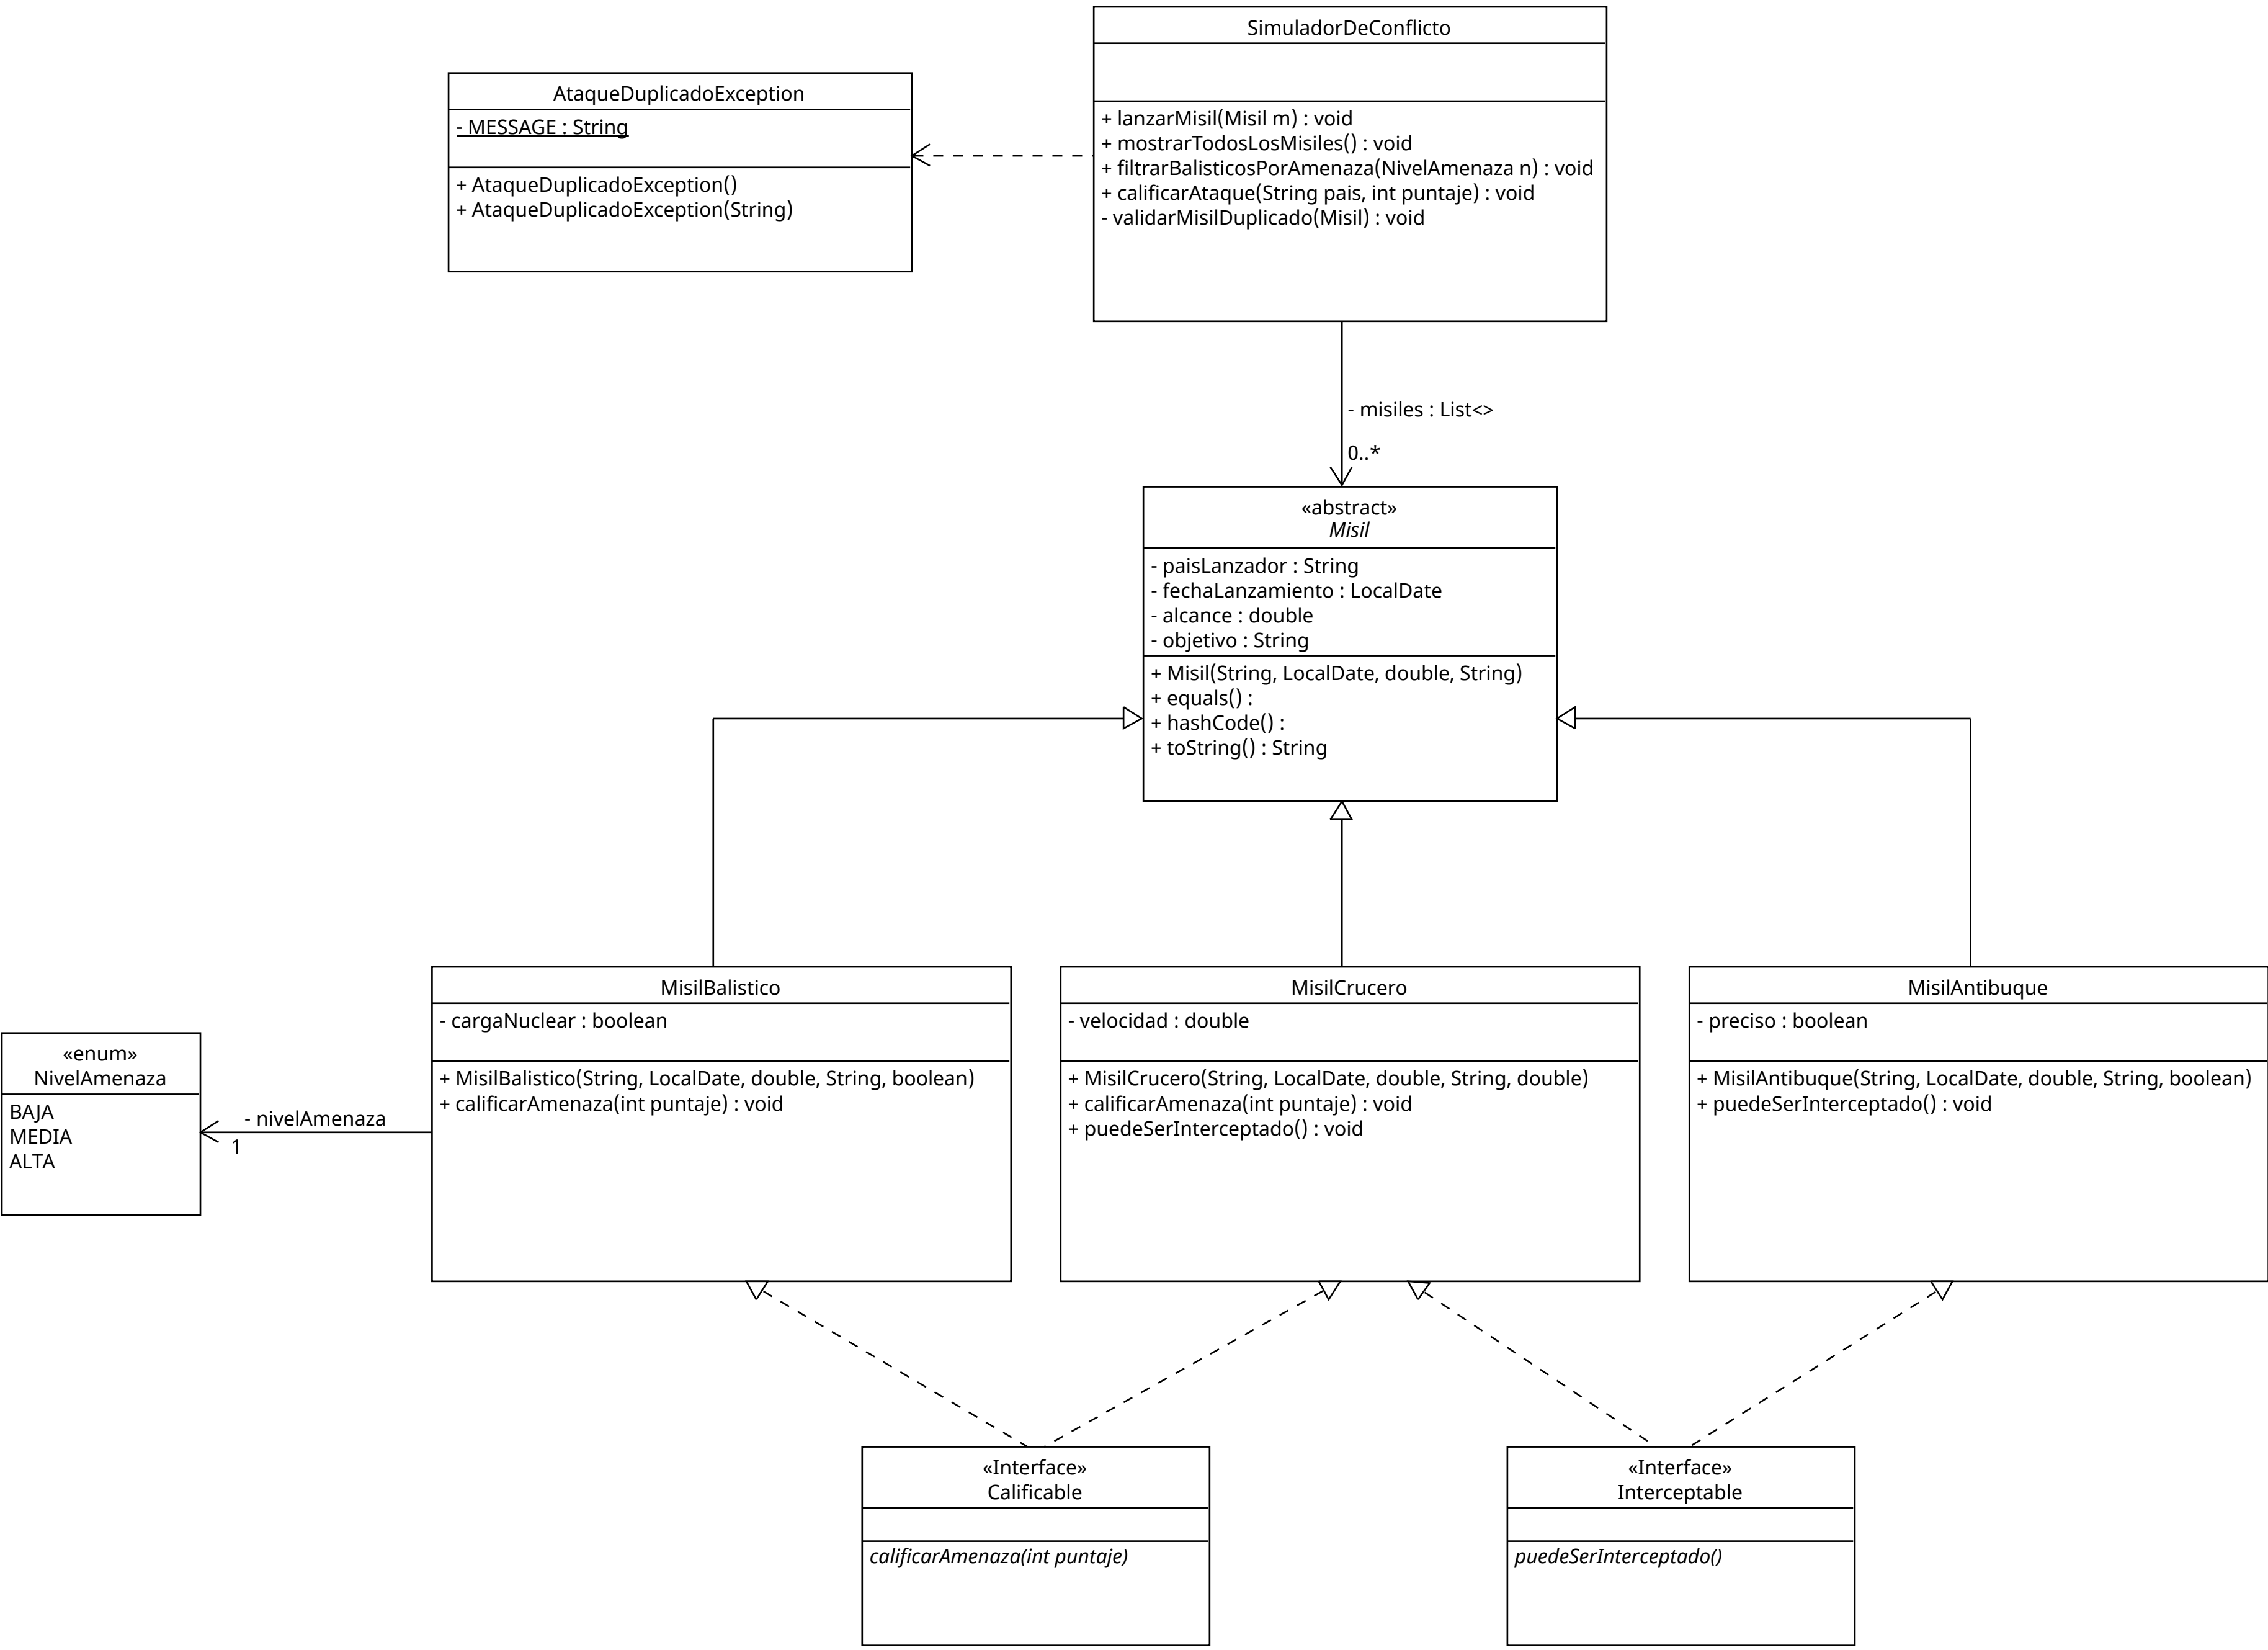 SimuladorDeConflicto
+ lanzarMisil(Misil m) : void
+ mostrarTodosLosMisiles() : void
+ filtrarBalisticosPorAmenaza(NivelAmenaza n) : void
+ calificarAtaque(String pais, int puntaje) : void
- validarMisilDuplicado(Misil) : void
AtaqueDuplicadoException
- MESSAGE : String
+ AtaqueDuplicadoException()
+ AtaqueDuplicadoException(String)
- misiles : List<>
0..*
«abstract»
Misil
- paisLanzador : String
- fechaLanzamiento : LocalDate
- alcance : double
- objetivo : String
+ Misil(String, LocalDate, double, String)
+ equals() :
+ hashCode() :
+ toString() : String
«enum»
NivelAmenaza
BAJA
MEDIA
ALTA
- nivelAmenaza
1
MisilBalistico
- cargaNuclear : boolean
+ MisilBalistico(String, LocalDate, double, String, boolean)
+ calificarAmenaza(int puntaje) : void
MisilCrucero
- velocidad : double
+ MisilCrucero(String, LocalDate, double, String, double)
+ calificarAmenaza(int puntaje) : void
+ puedeSerInterceptado() : void
MisilAntibuque
- preciso : boolean
+ MisilAntibuque(String, LocalDate, double, String, boolean)
+ puedeSerInterceptado() : void
«Interface»
Calificable
calificarAmenaza(int puntaje)
«Interface»
Interceptable
puedeSerInterceptado()